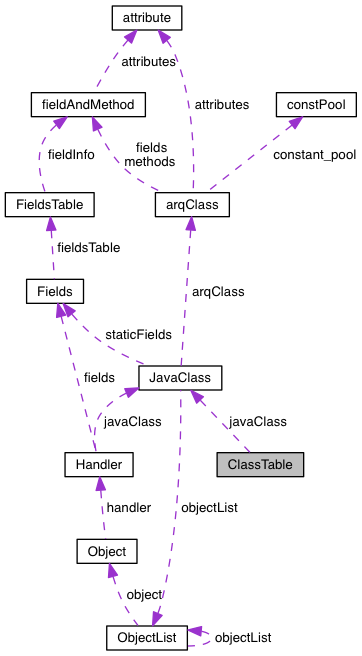 attribute
attributes
fieldAndMethod
attributes
constPool
fieldInfo
fields
methods
constant_pool
FieldsTable
arqClass
fieldsTable
arqClass
Fields
staticFields
fields
JavaClass
javaClass
javaClass
Handler
ClassTable
handler
objectList
Object
object
ObjectList
objectList